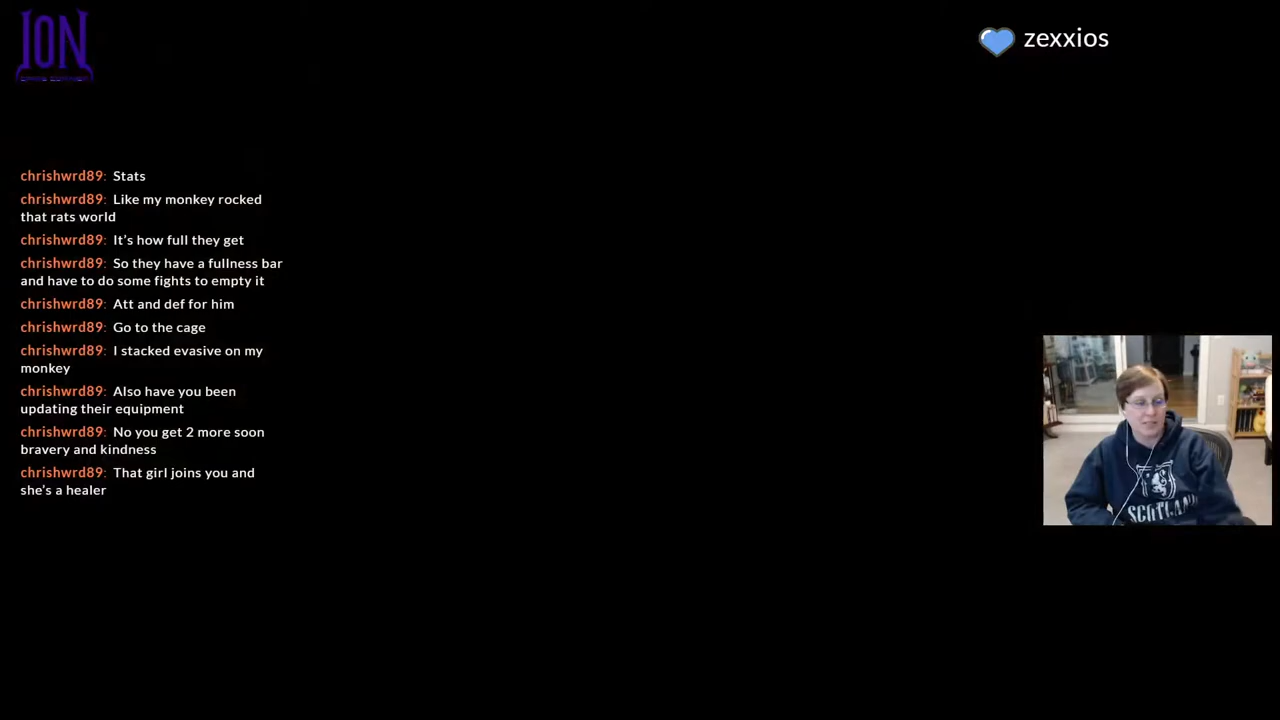 ION
zexxios
chrishwrd89: Stats
chrishwrd89: Like my monkey rocked
that rats world
chrishwrd89: It’s how full they get
chrishwrd89: So they have a fullness bar
and have to do some fights to empty it
chrishwrd89: Att and def for him
chrishwrd89: Go to the cage
chrishwrd89: I stacked evasive on my
monkey
chrishwrd89: Also have you been
updating their equipment
chrishwrd89: No you get 2 more soon
bravery and kindness
chrishwrd89: That girl joins you and
she's a healer
SCOTLAND